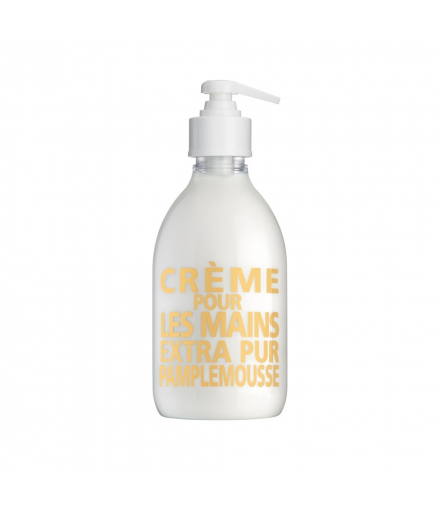 CRÈME
POUR
LES MAINS
EXTRA PUR
PAMPLEMOUSSE